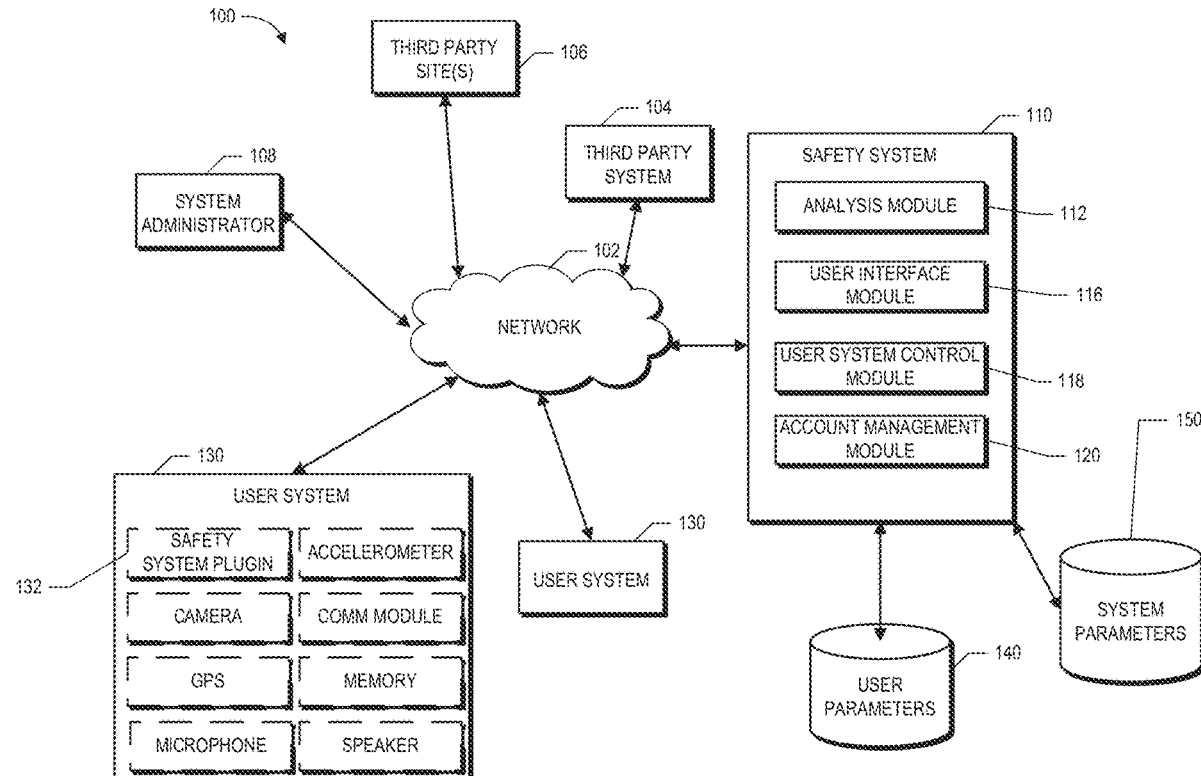 100
THIRD PARTY
SITE(S)
106
104
THIRD PARTY
SYSTEM
108
SYSTEM
ADMINISTRATOR
102
NETWORK
110
SAFETY SYSTEM
ANALYSIS MODULE
112
USER INTERFACE
MODULE
116
USER SYSTEM CONTROL
MODULE
118
ACCOUNT MANAGEMENT
MODULE
120
150
SYSTEM
PARAMETERS
140
USER
PARAMETERS
130
USER SYSTEM
130
USER SYSTEM
SAFETY
SYSTEM PLUGIN
132
ACCELEROMETER
CAMERA
COMM MODULE
GPS
MEMORY
MICROPHONE
SPEAKER